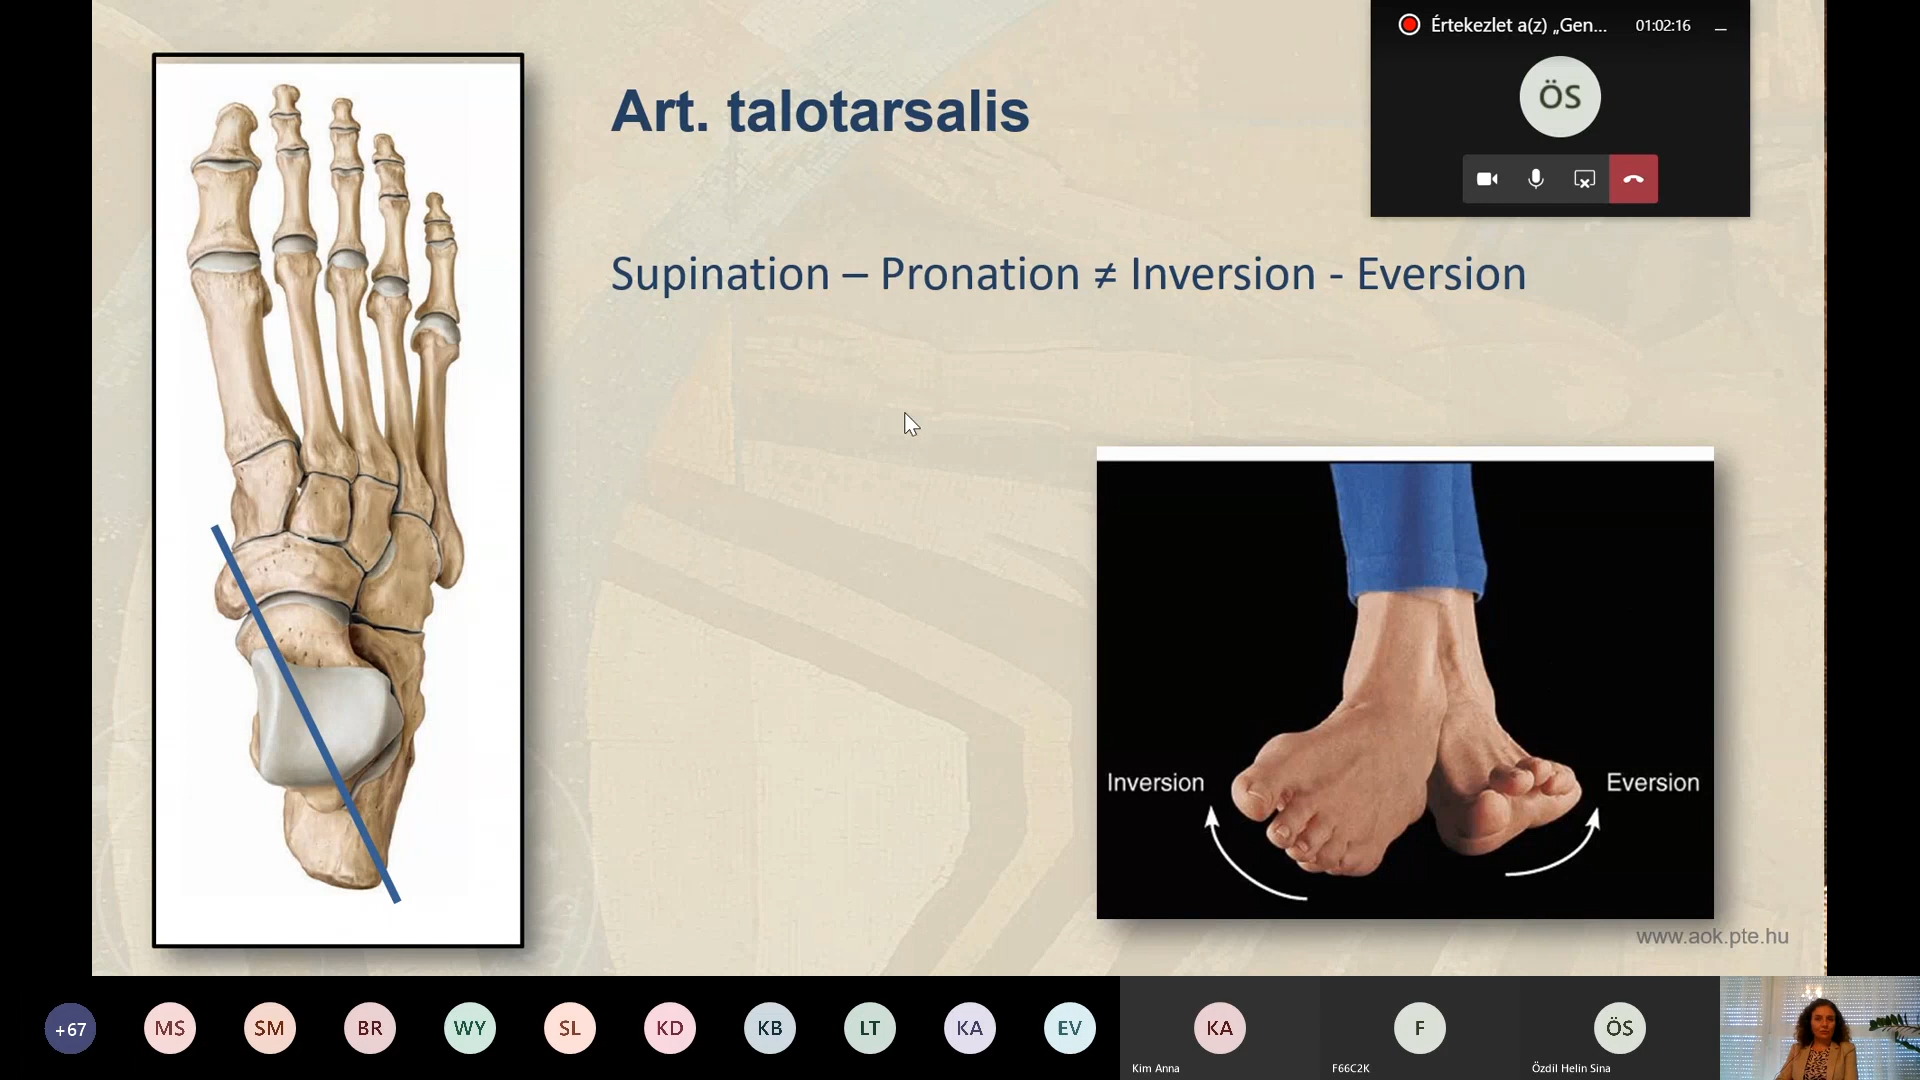 Értekezlet a(z) „Gen... 01:02:16
ÖS
Art. talotarsalis
Supination – Pronation ≠ Inversion - Eversion
Inversion
Eversion
www.aok.pte.hu
+67
MS
SM
BR
WY
SL
KD
KB
LT
KA
EV
KA
F
ÖS
Kim Anna
F66C2K
Özdil Helin Sina